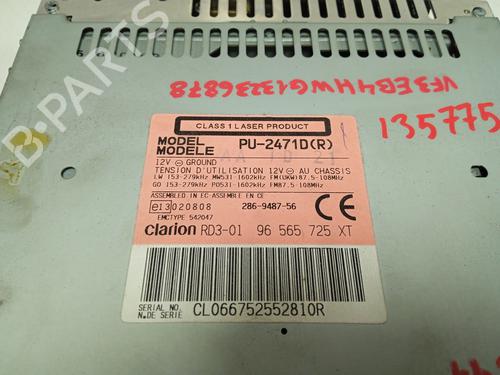 B-PARTS
VF3EB4HWG13236878
135775
CLASS 1 LASER PRODUCT
MODEL
MODELE PU-2471D(R)
AA 1D 21
12V ⊖ GROUND
TENSION D'UTILISATION 12V ⊖ AU CHASSIS
LW 153-279kHz MW531-1602kHz FM(UKW)87.5-108MHz
GO 153-279kHz PO531-1602kHz FM87.5-108MHz
ASSEMBLED IN EC-ASSEMBLE EN CE
e13 020808 286-9487-56 CE
EMCTYPE 542047
clarion RD3-01 96 565 725 XT
SERIAL NO.
N.DE SERIE CL066752552810R